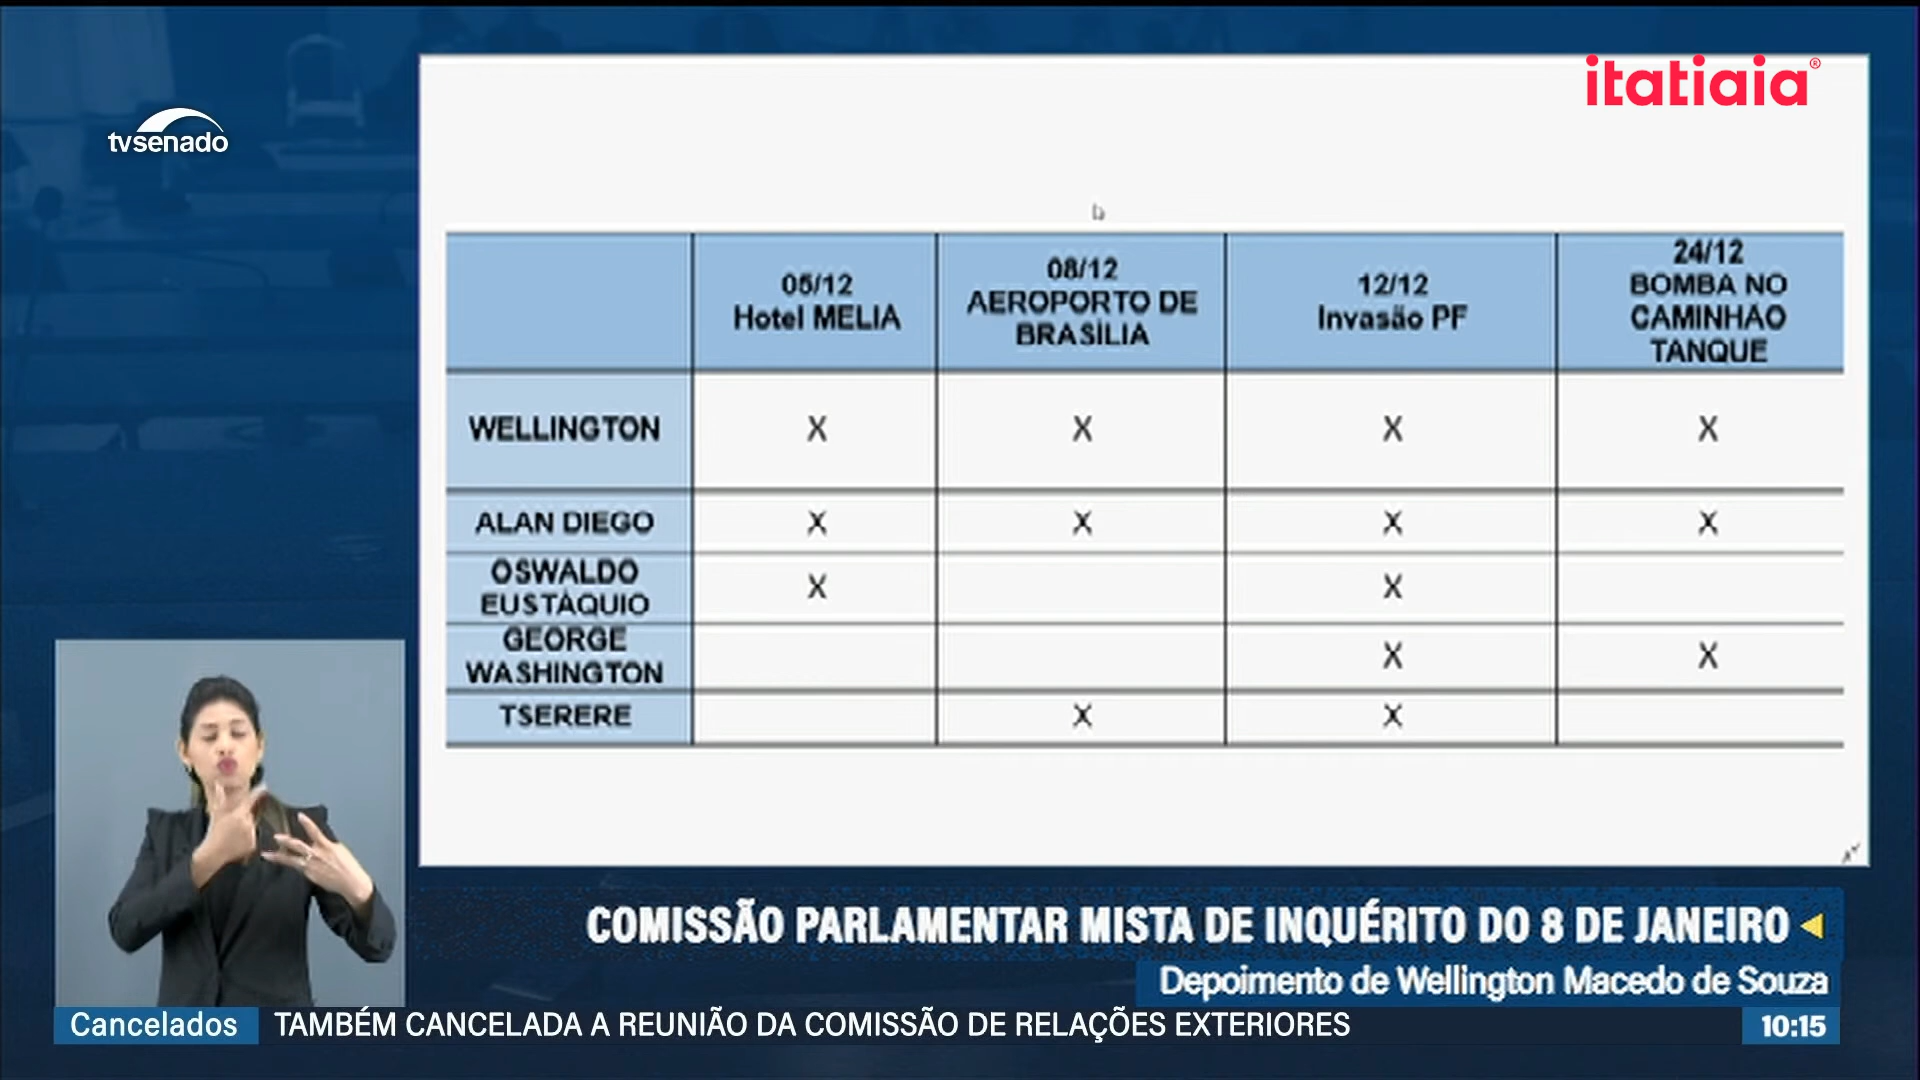 itatiaia®
tvsenado
05/12
Hotel MELIA
08/12
AEROPORTO DE
BRASÍLIA
12/12
Invasão PF
24/12
BOMBA NO
CAMINHÃO
TANQUE
WELLINGTON X X X X
ALAN DIEGO X X X X
OSWALDO
EUSTÁQUIO X X
GEORGE
WASHINGTON X X
TSERERE X X
COMISSÃO PARLAMENTAR MISTA DE INQUÉRITO DO 8 DE JANEIRO
Depoimento de Wellington Macedo de Souza
Cancelados TAMBÉM CANCELADA A REUNIÃO DA COMISSÃO DE RELAÇÕES EXTERIORES 10:15